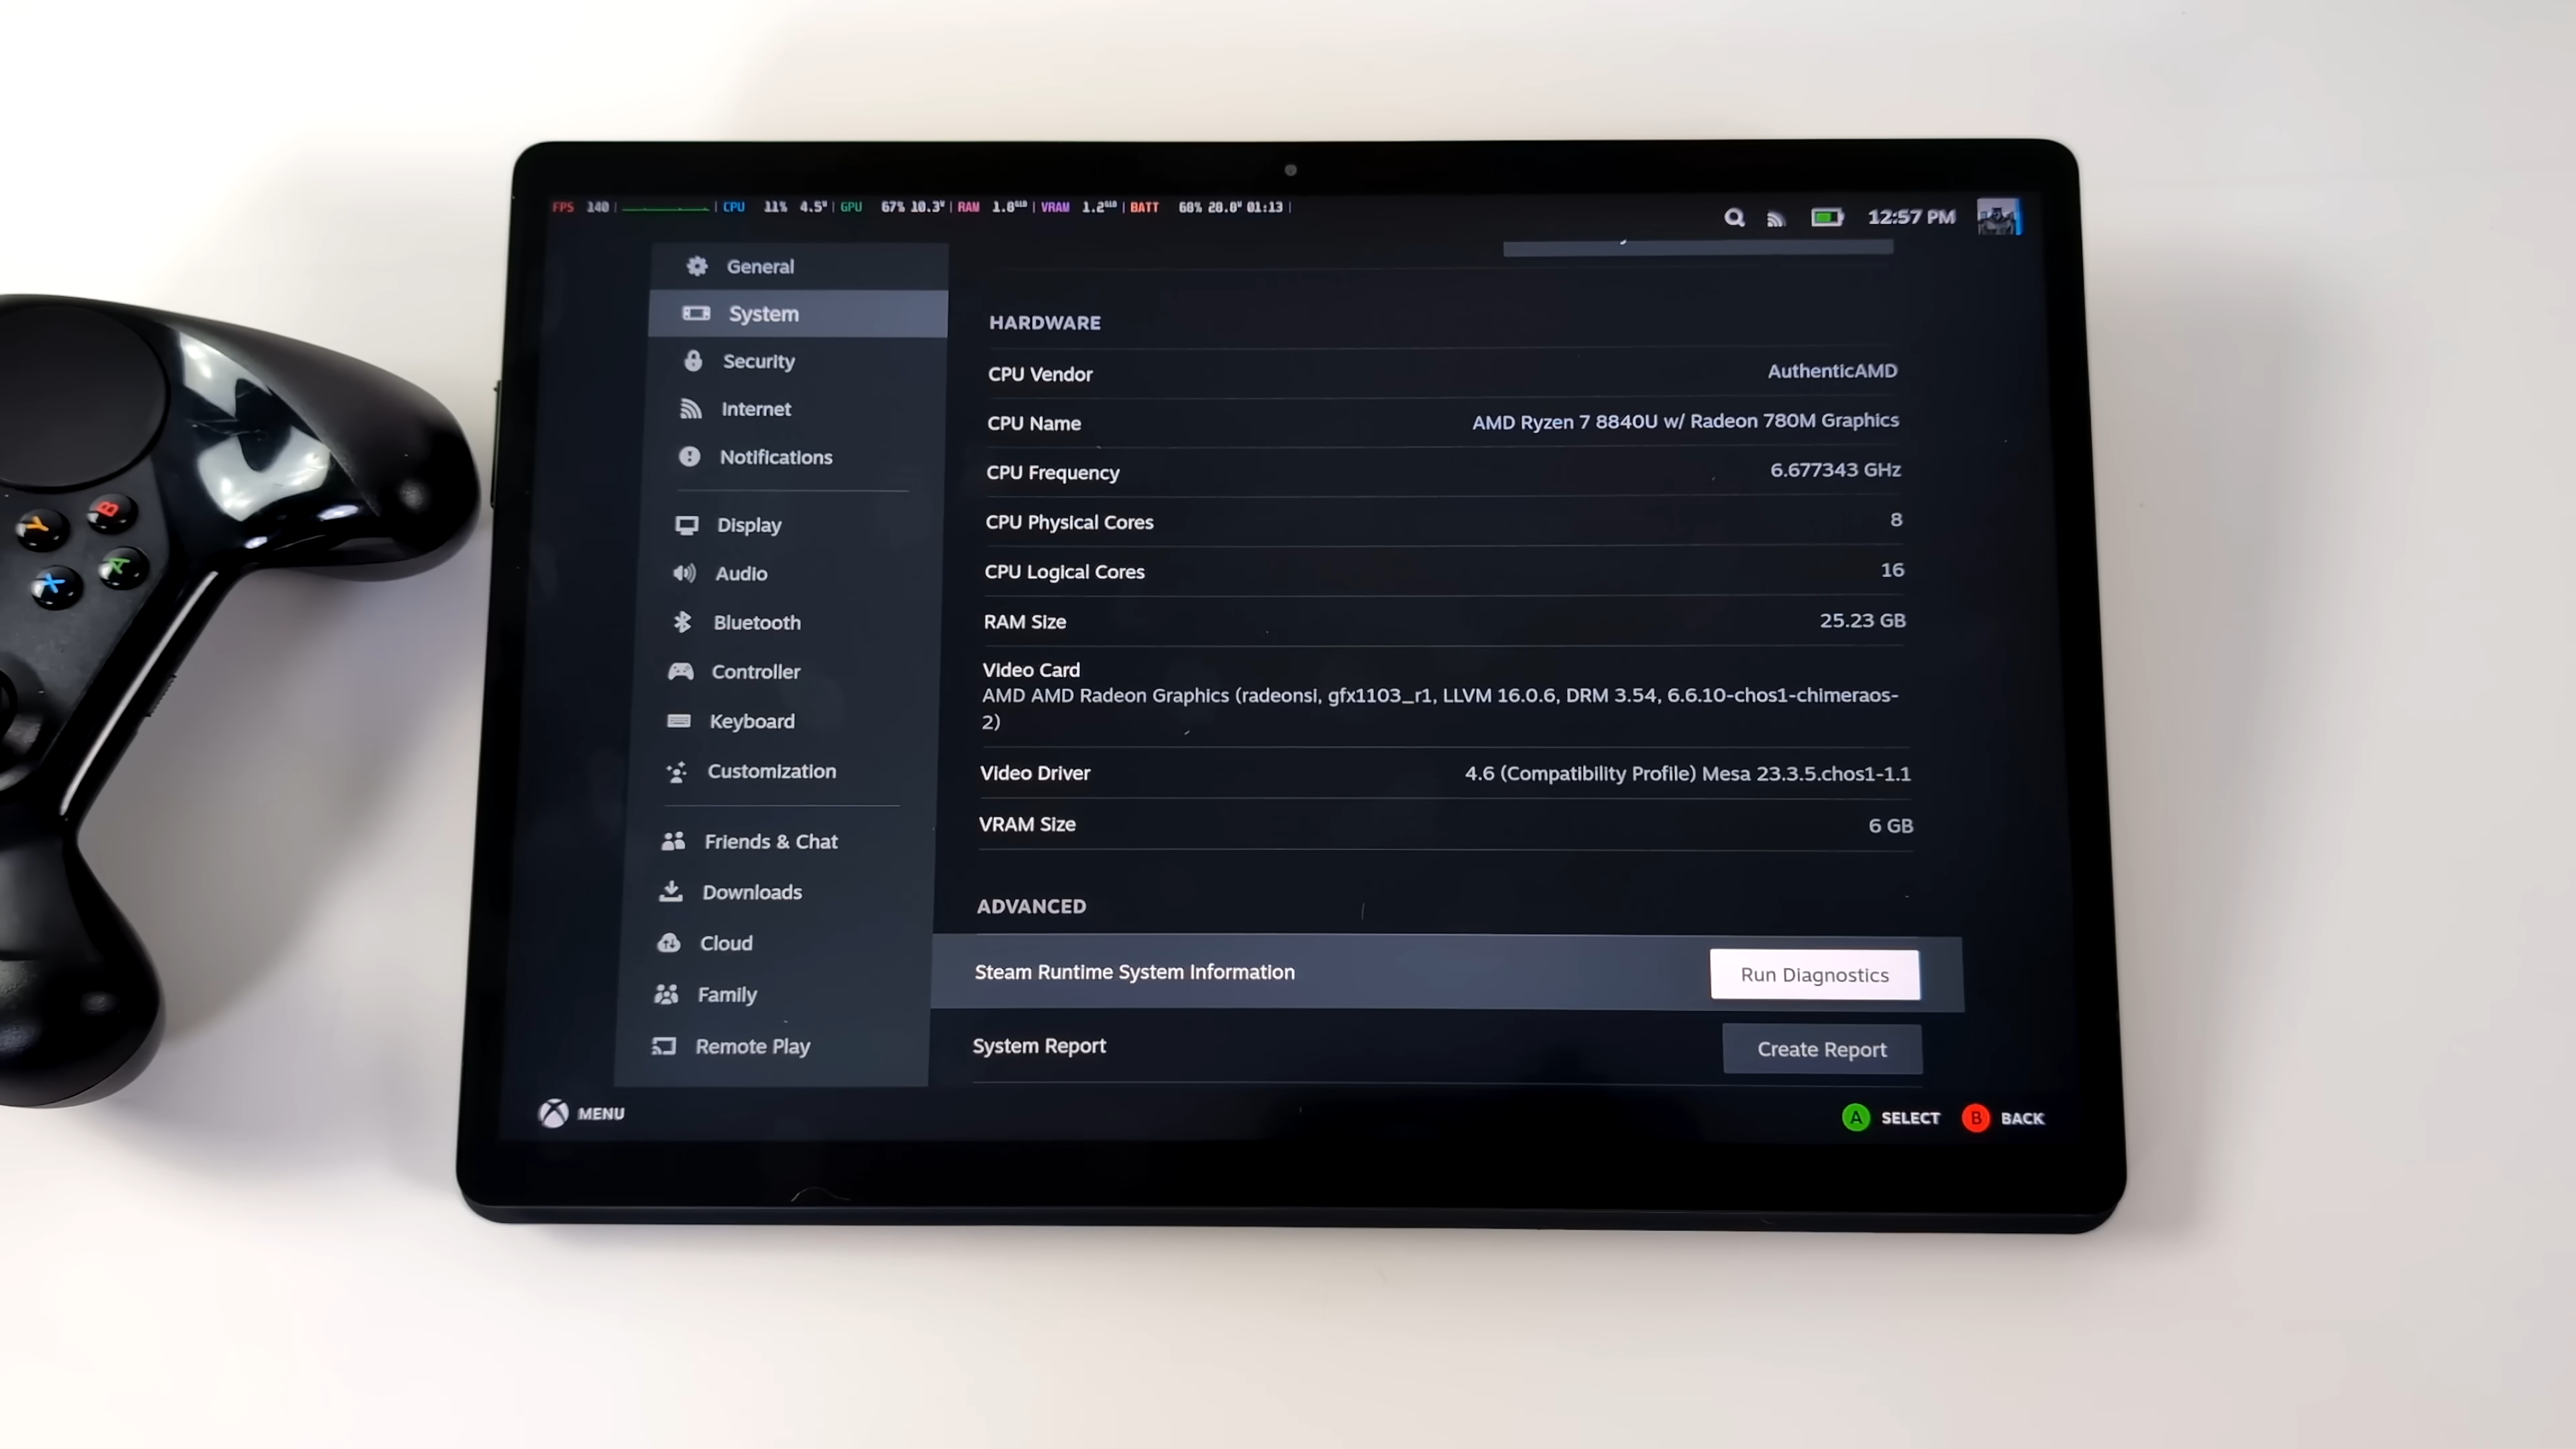 FPS 140 | CPU 11% 4.5W | GPU 67% 10.3W | RAM 1.8GiB | VRAM 1.2GiB | BATT 60% 20.0W 01:13 |
12:57 PM
General
System
Security
Internet
Notifications
Display
Audio
Bluetooth
Controller
Keyboard
Customization
Friends & Chat
Downloads
Cloud
Family
Remote Play
HARDWARE
CPU Vendor AuthenticAMD
CPU Name AMD Ryzen 7 8840U w/ Radeon 780M Graphics
CPU Frequency 6.677343 GHz
CPU Physical Cores 8
CPU Logical Cores 16
RAM Size 25.23 GB
Video Card
AMD AMD Radeon Graphics (radeonsi, gfx1103_r1, LLVM 16.0.6, DRM 3.54, 6.6.10-chos1-chimeraos-
2)
Video Driver 4.6 (Compatibility Profile) Mesa 23.3.5.chos1-1.1
VRAM Size 6 GB
ADVANCED
Steam Runtime System Information Run Diagnostics
System Report Create Report
MENU
A SELECT B BACK
Y
B
X
A